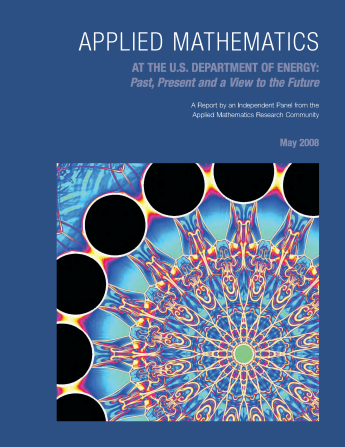 APPLIED MATHEMATICS
AT THE U.S. DEPARTMENT OF ENERGY:
Past, Present and a View to the Future
A Report by an Independent Panel from the
Applied Mathematics Research Community
May 2008